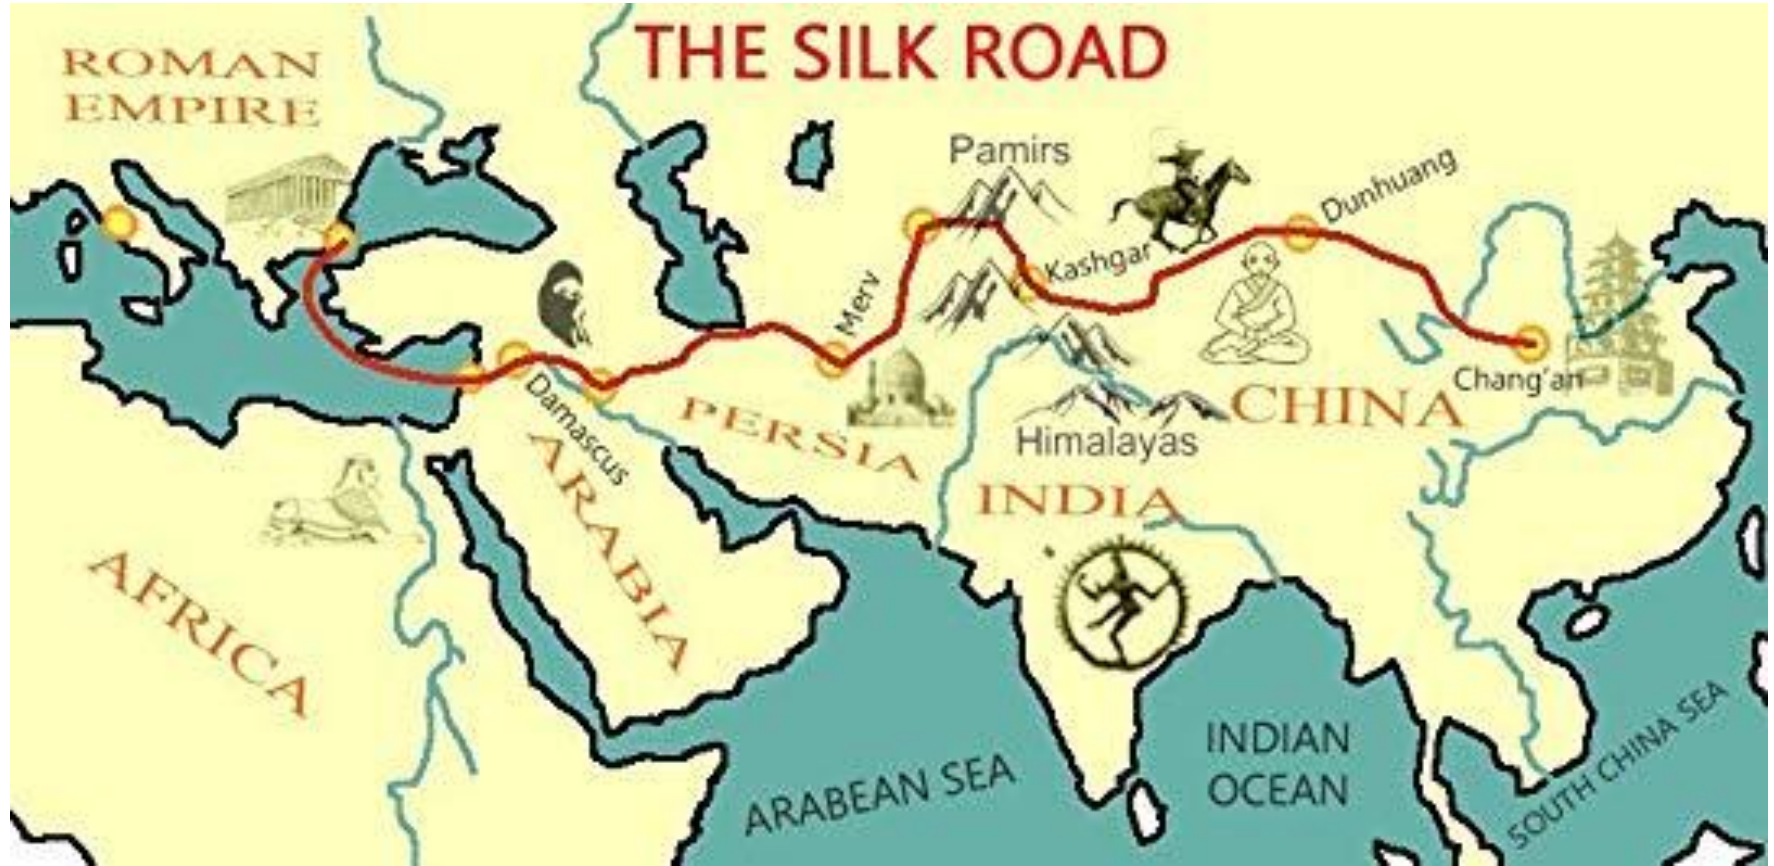 THE SILK ROAD
ROMAN
EMPIRE
Pamirs
Dunhuang
Kashgar
Merv
Chang'an
Damascus
PERSIA
CHINA
Himalayas
ARABIA
INDIA
AFRICA
INDIAN
OCEAN
ARABEAN SEA
SOUTH CHINA SEA